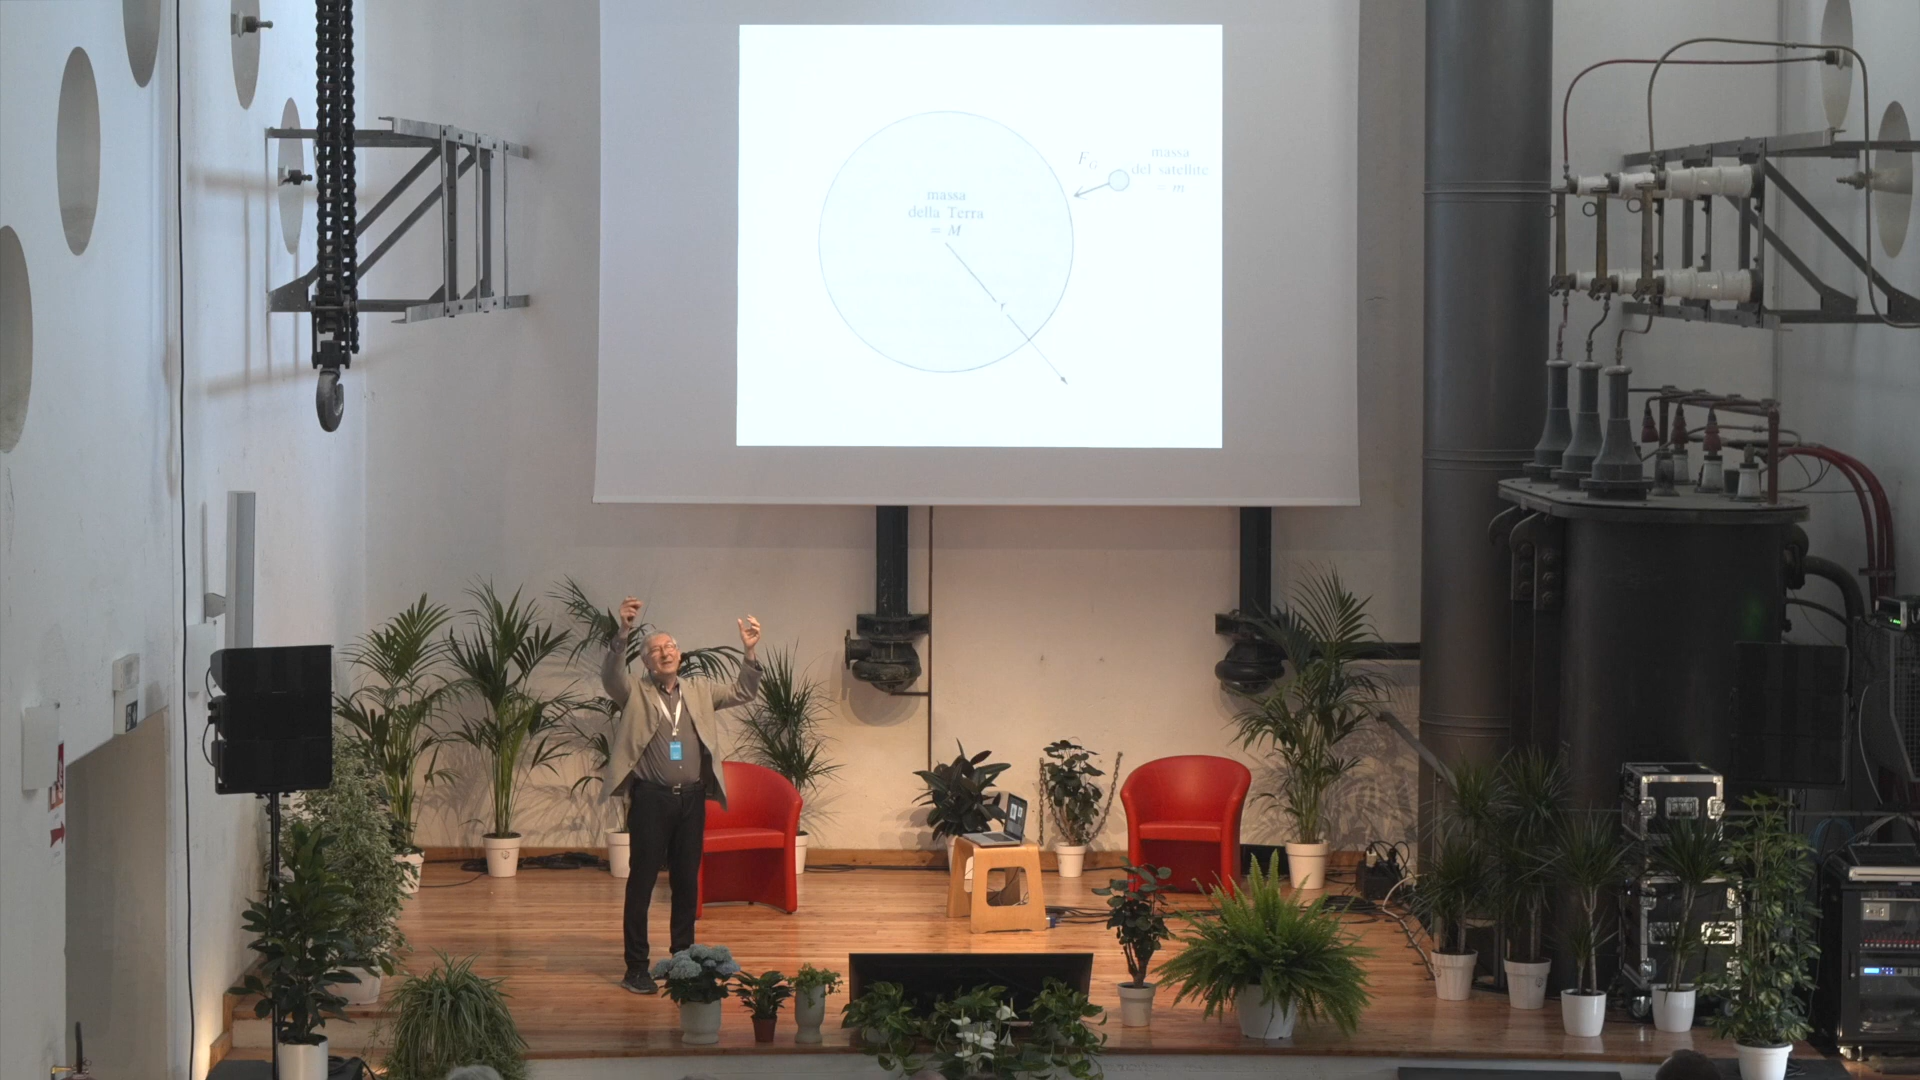 massa
della Terra
= M
r
F_G
massa
del satellite
= m